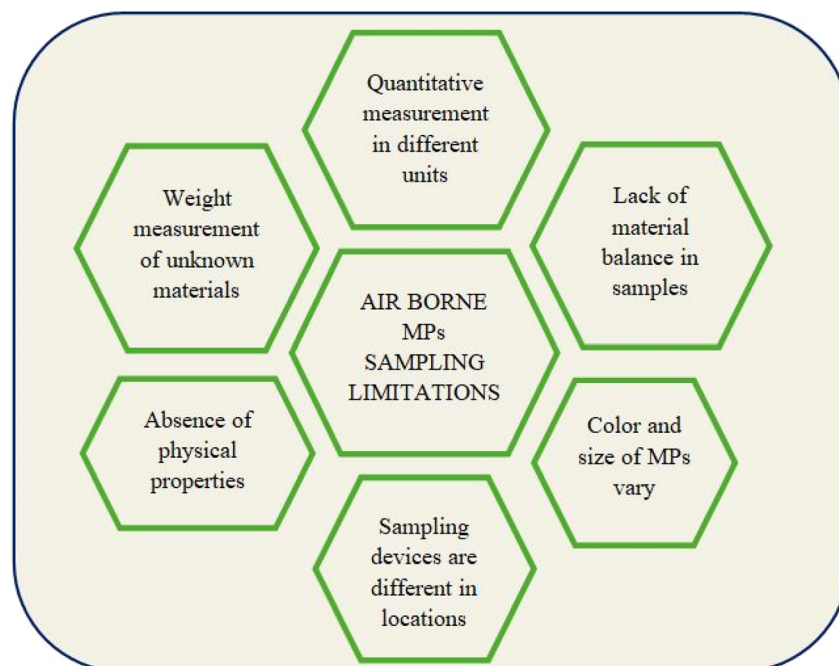 Quantitative
measurement
in different
units
Weight
measurement
of unknown
materials
Lack of
material
balance in
samples
AIR BORNE
MPs
SAMPLING
LIMITATIONS
Absence of
physical
properties
Color and
size of MPs
vary
Sampling
devices are
different in
locations